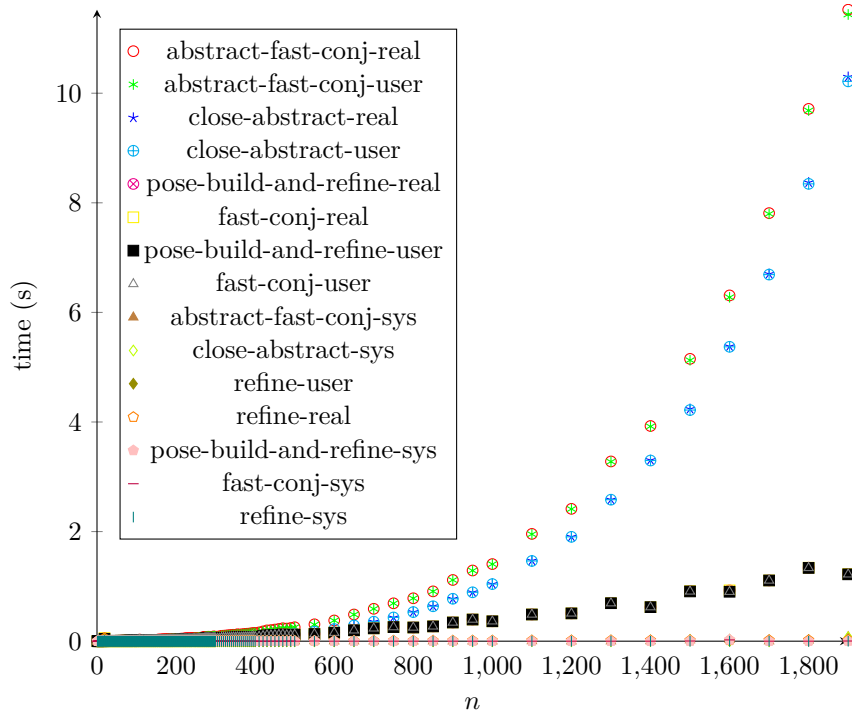 abstract-fast-conj-real
abstract-fast-conj-user
close-abstract-real
close-abstract-user
pose-build-and-refine-real
fast-conj-real
pose-build-and-refine-user
fast-conj-user
abstract-fast-conj-sys
close-abstract-sys
refine-user
refine-real
pose-build-and-refine-sys
fast-conj-sys
refine-sys
time (s)
10
8
6
4
2
0
0 200 400 600 800 1,000 1,200 1,400 1,600 1,800
n